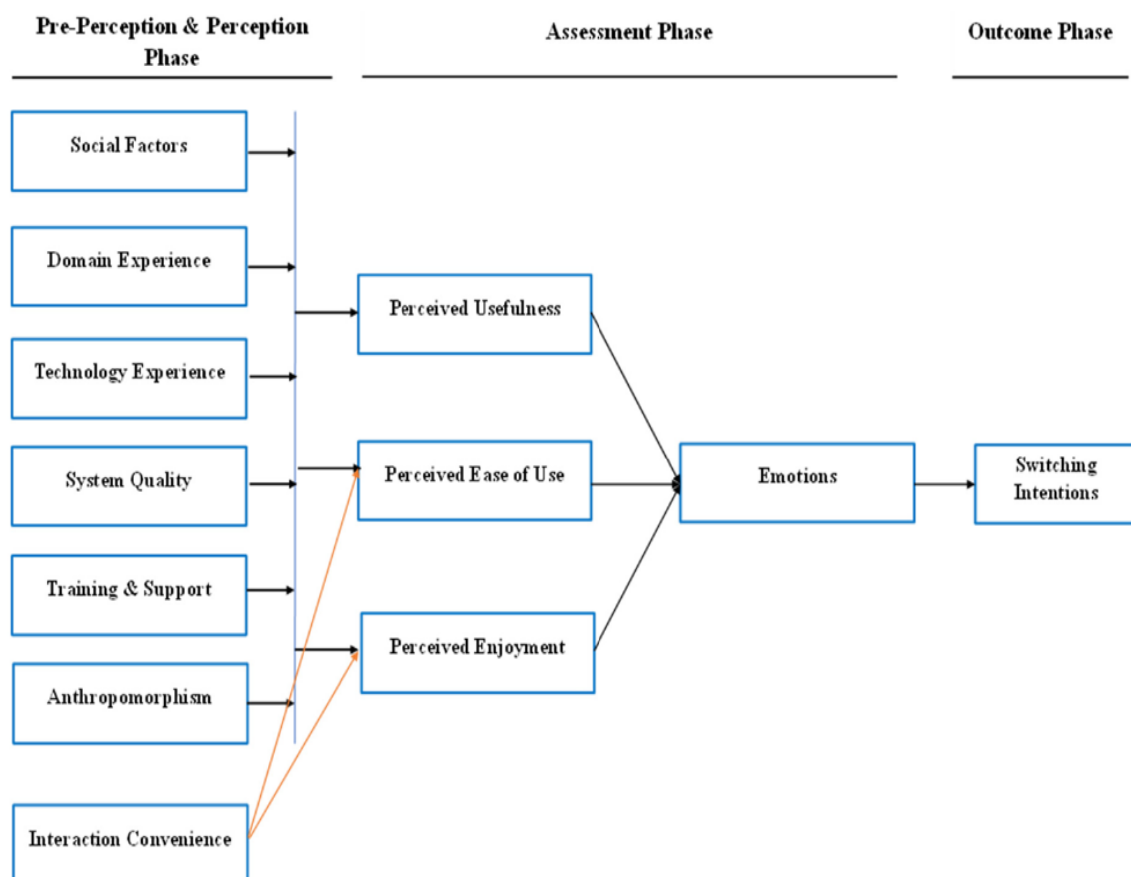 Pre-Perception & Perception
Phase
Assessment Phase
Outcome Phase
Social Factors
Domain Experience
Technology Experience
System Quality
Training & Support
Anthropomorphism
Interaction Convenience
Perceived Usefulness
Perceived Ease of Use
Perceived Enjoyment
Emotions
Switching
Intentions